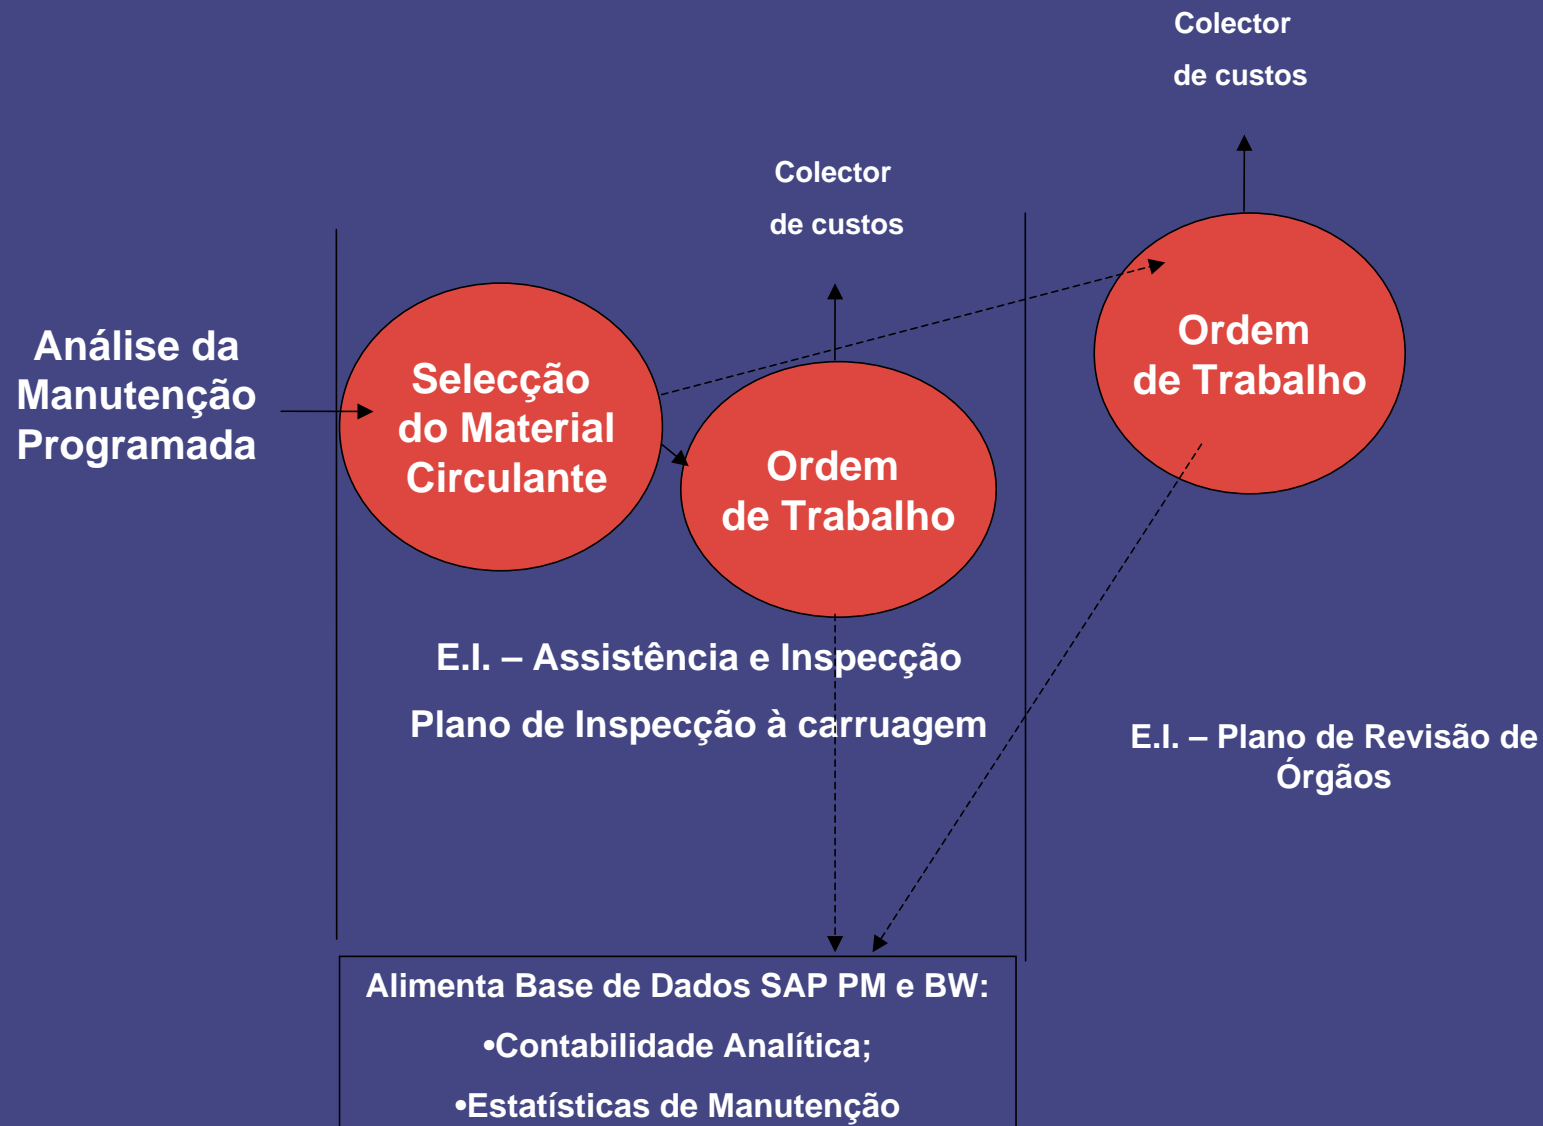 Colector
de custos
Colector
de custos
Análise da
Manutenção
Programada
Selecção
do Material
Circulante
Ordem
de Trabalho
Ordem
de Trabalho
E.I. – Assistência e Inspecção
Plano de Inspecção à carruagem
E.I. – Plano de Revisão de
Órgãos
Alimenta Base de Dados SAP PM e BW:
•Contabilidade Analítica;
•Estatísticas de Manutenção